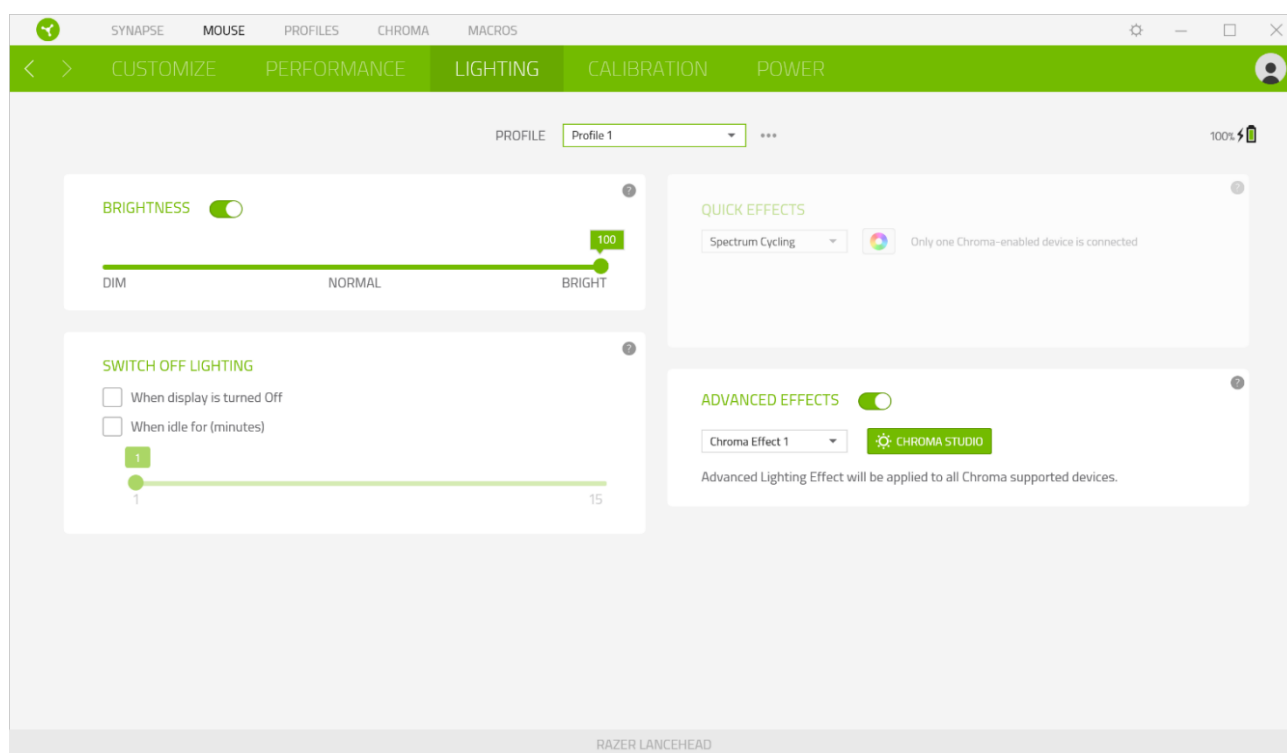 SYNAPSE MOUSE PROFILES CHROMA MACROS
CUSTOMIZE PERFORMANCE LIGHTING CALIBRATION POWER
PROFILE Profile 1 100%
BRIGHTNESS
100
DIM NORMAL BRIGHT
SWITCH OFF LIGHTING
When display is turned Off
When idle for (minutes)
1
1 15
QUICK EFFECTS
Spectrum Cycling Only one Chroma-enabled device is connected
ADVANCED EFFECTS
Chroma Effect 1 CHROMA STUDIO
Advanced Lighting Effect will be applied to all Chroma supported devices.
RAZER LANCEHEAD